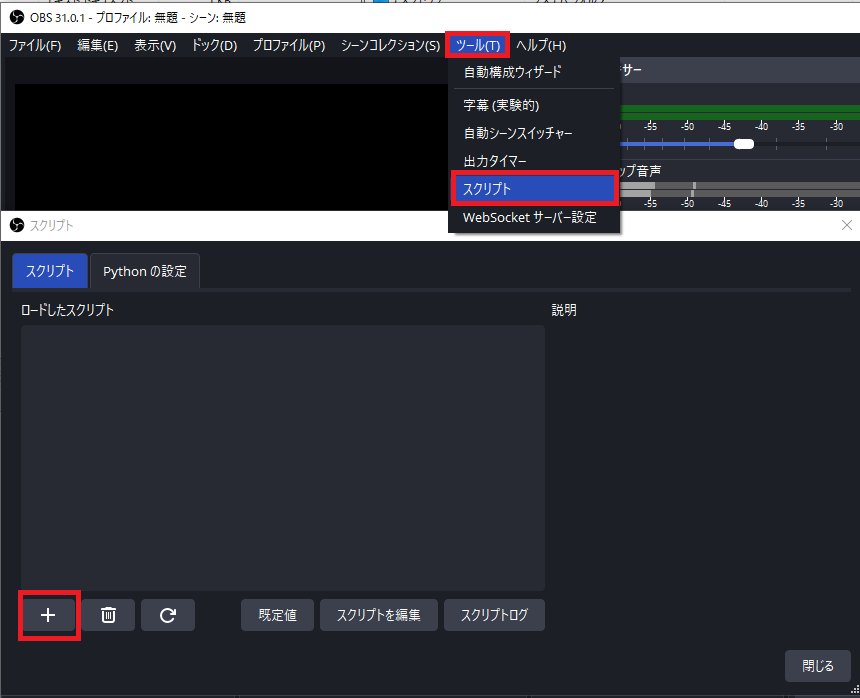 OBS 31.0.1 - プロファイル: 無題 - シーン: 無題
ファイル(F) 編集(E) 表示(V) ドック(D) プロファイル(P) シーンコレクション(S) ツール(T) ヘルプ(H)
自動構成ウィザード
サー
字幕 (実験的)
-55 -50 -45 -40 -35 -30
自動シーンスイッチャー
出力タイマー
ップ音声
スクリプト
-55 -50 -45 -40 -35 -30
WebSocket サーバー設定
スクリプト
スクリプト Python の設定
ロードしたスクリプト 説明
既定値 スクリプトを編集 スクリプトログ
閉じる